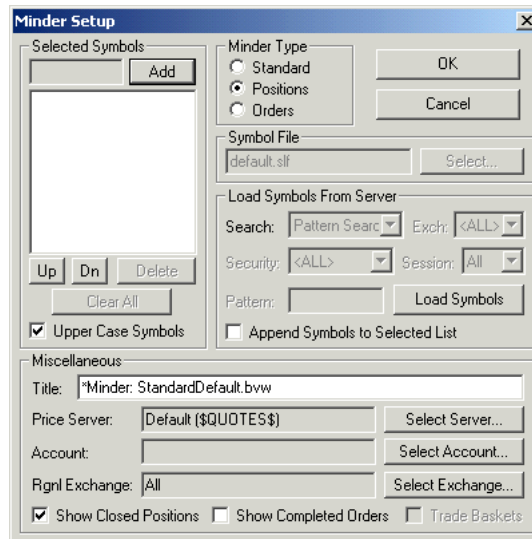 Minder Setup
Selected Symbols
Add
Up Dn Delete
Clear All
Upper Case Symbols
Minder Type
Standard
Positions
Orders
OK
Cancel
Symbol File
default.slf Select...
Load Symbols From Server
Search: Pattern Searc Exch: <ALL>
Security: <ALL> Session: All
Pattern: Load Symbols
Append Symbols to Selected List
Miscellaneous
Title: *Minder: StandardDefault.bvw
Price Server: Default ($QUOTES$) Select Server...
Account: Select Account...
Rgnl Exchange: All Select Exchange...
Show Closed Positions Show Completed Orders Trade Baskets